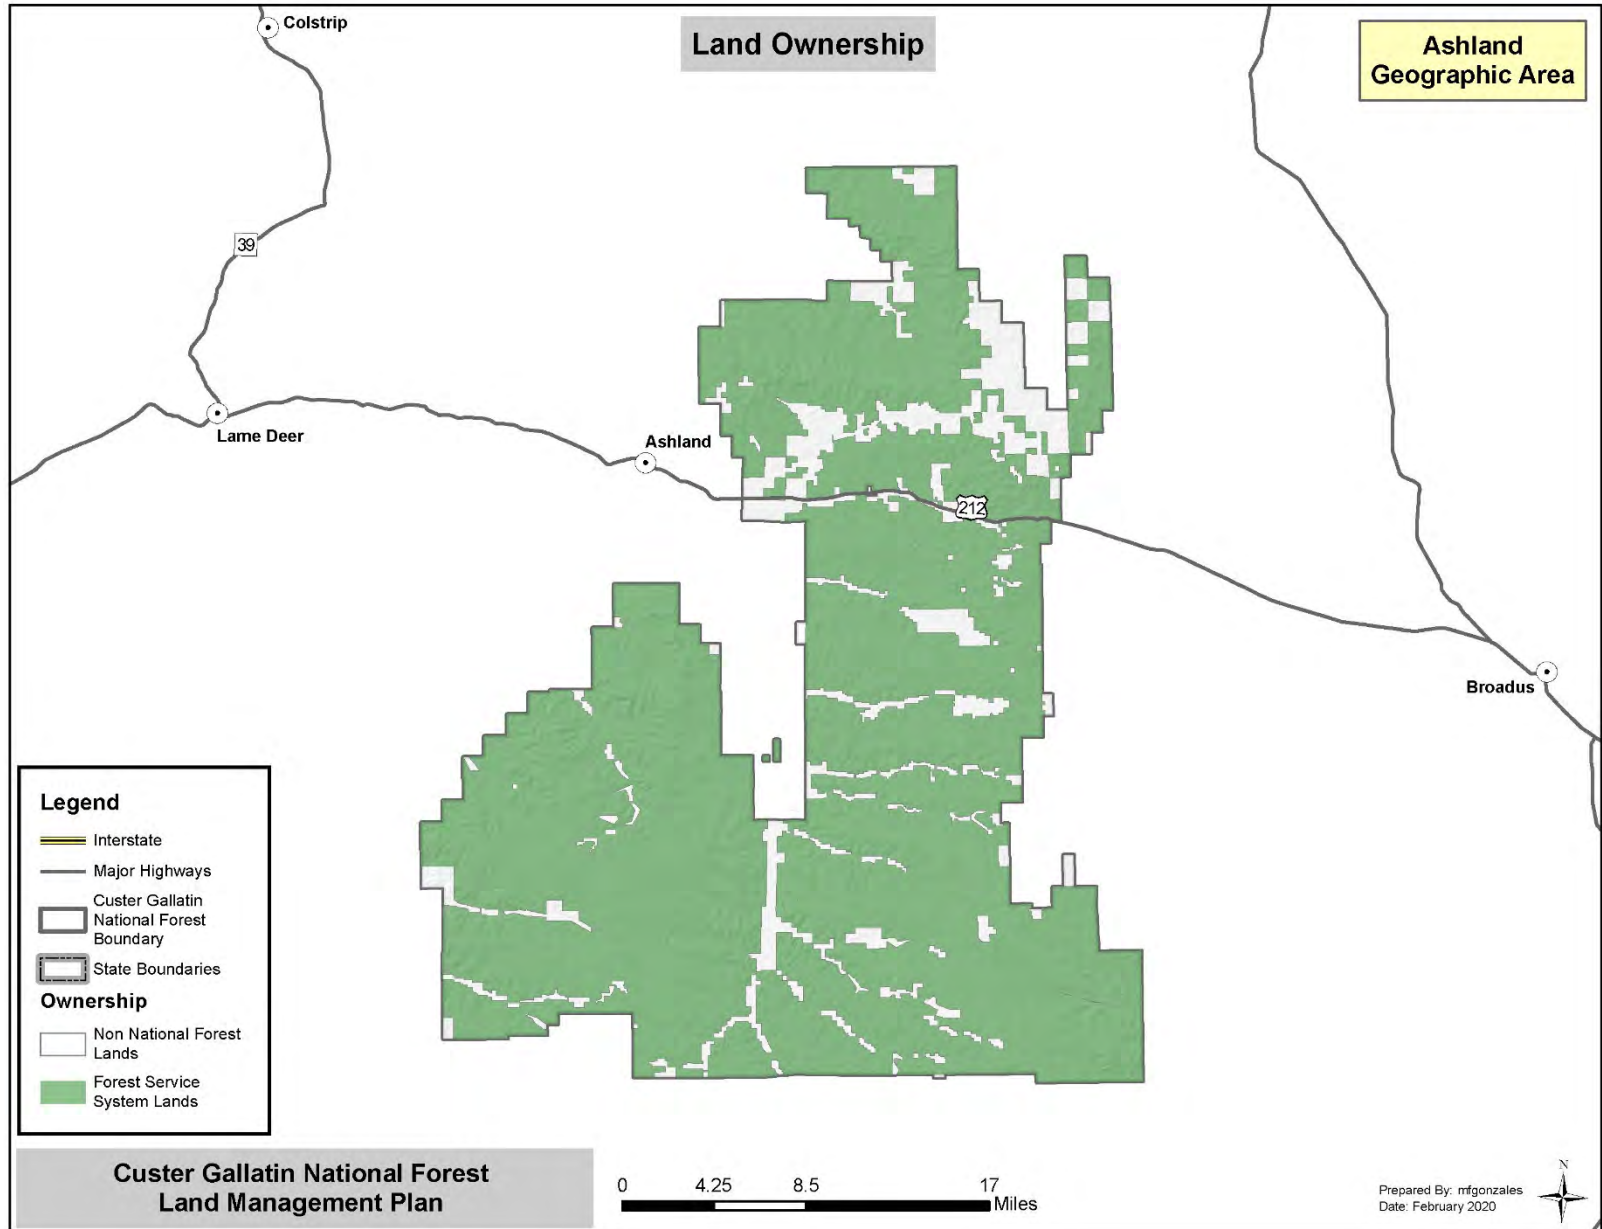 Colstrip
Land Ownership
Ashland
Geographic Area
39
Lame Deer
Ashland
212
Broadus
Legend
Interstate
Major Highways
Custer Gallatin
National Forest
Boundary
State Boundaries
Ownership
Non National Forest
Lands
Forest Service
System Lands
Custer Gallatin National Forest
Land Management Plan
0 4.25 8.5 17
Miles
N
Prepared By: mfgonzales
Date: February 2020